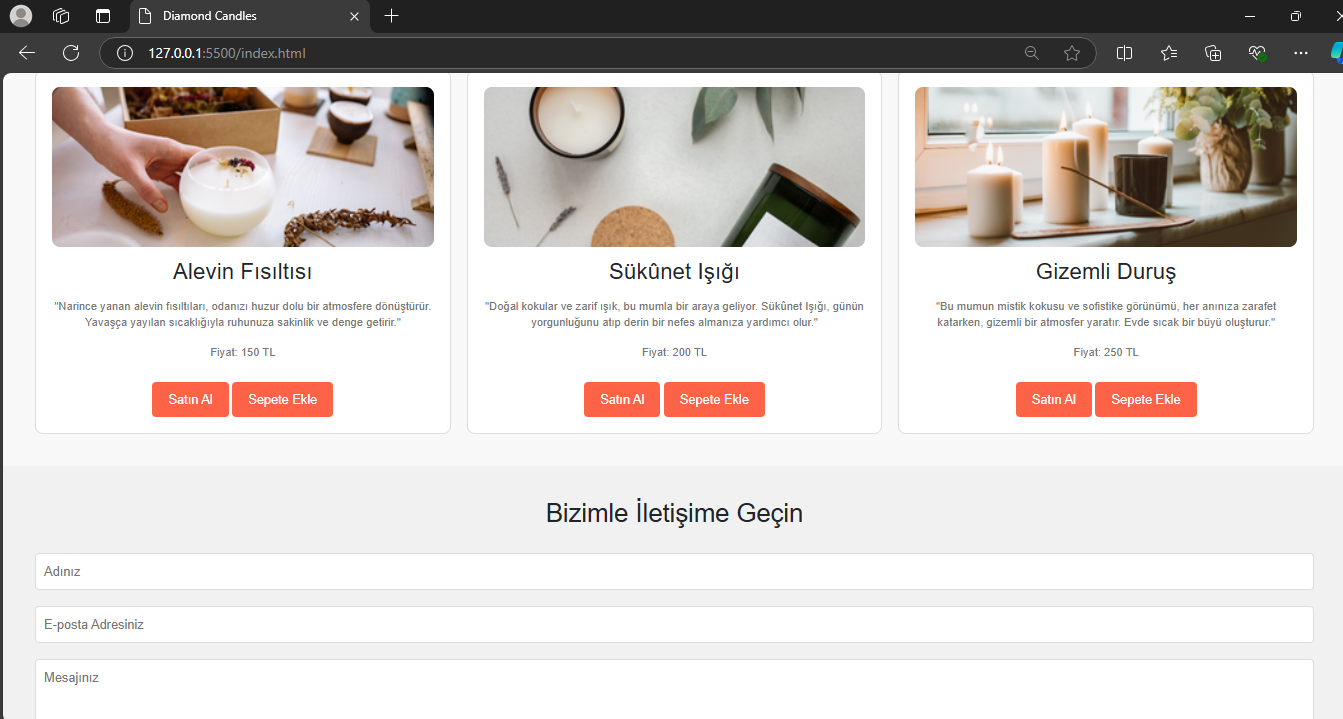 Diamond Candles
127.0.0.1:5500/index.html
Alevin Fısıltısı
"Narince yanan alevin fısıltıları, odanızı huzur dolu bir atmosfere dönüştürür.
Yavaşça yayılan sıcaklığıyla ruhunuza sakinlik ve denge getirir."
Fiyat: 150 TL
Satın Al Sepete Ekle
Sükûnet Işığı
"Doğal kokular ve zarif ışık, bu mumla bir araya geliyor. Sükûnet Işığı, günün
yorgunluğunu atıp derin bir nefes almanıza yardımcı olur."
Fiyat: 200 TL
Satın Al Sepete Ekle
Gizemli Duruş
"Bu mumun mistik kokusu ve sofistike görünümü, her anınıza zarafet
katarken, gizemli bir atmosfer yaratır. Evde sıcak bir büyü oluşturur."
Fiyat: 250 TL
Satın Al Sepete Ekle
Bizimle İletişime Geçin
Adınız
E-posta Adresiniz
Mesajınız